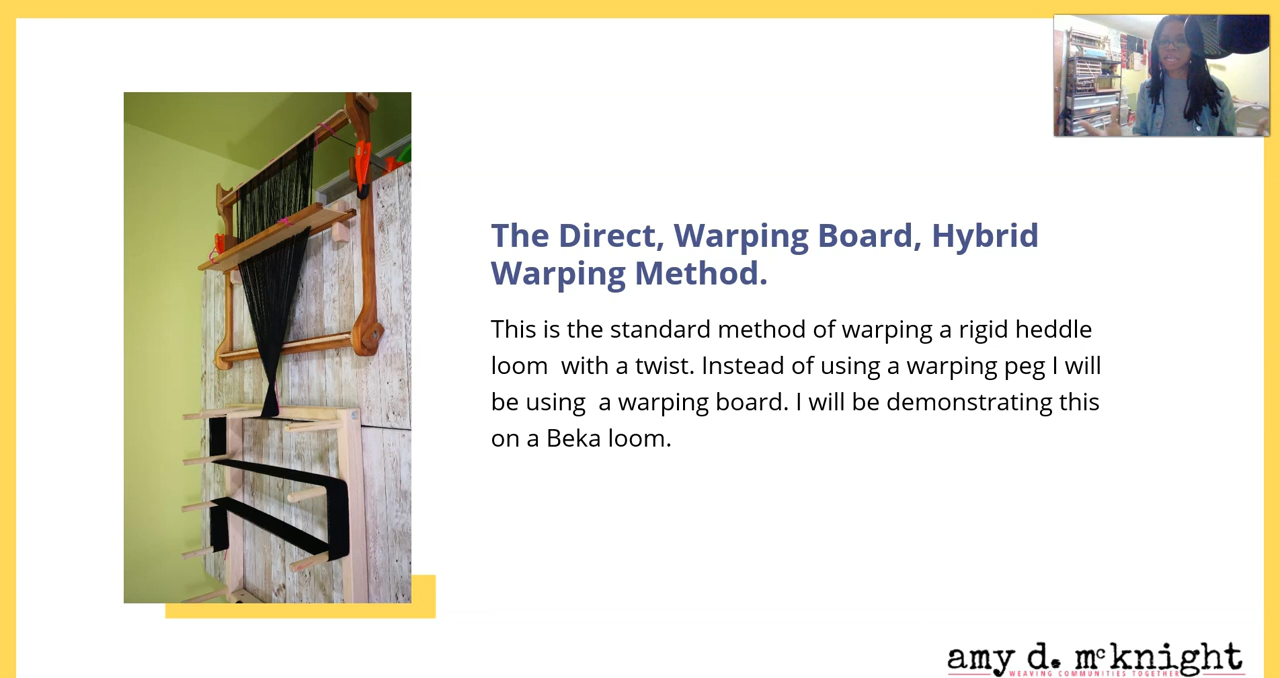 The Direct, Warping Board, Hybrid
Warping Method.
This is the standard method of warping a rigid heddle
loom  with a twist. Instead of using a warping peg I will
be using  a warping board. I will be demonstrating this
on a Beka loom.
amy d. mcknight
WEAVING COMMUNITIES TOGETHER